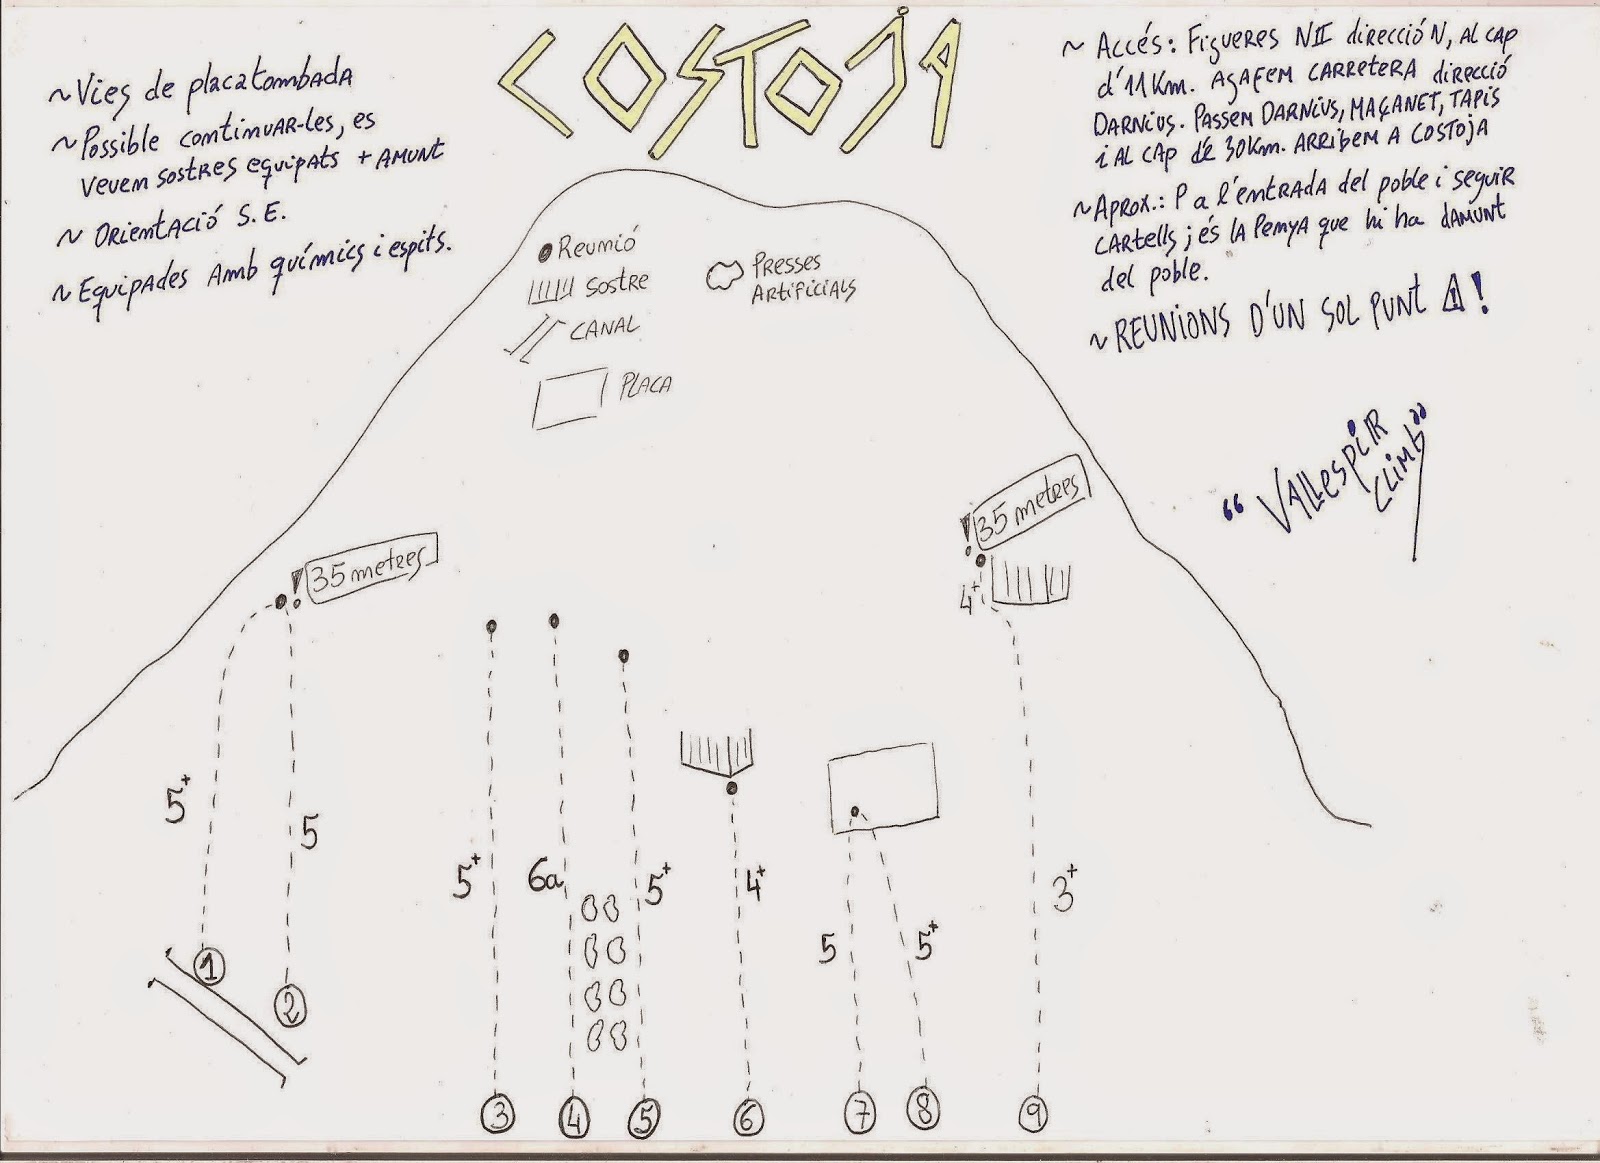 COSTOJA
~ Vies de placa tombada
~ Possible continuar-les, es
veuen sostres equipats + AMUNT
~ Orientació S.E.
~ Equipades Amb químics i espits.
~ Accés: Figueres NII direcció N, Al cap
d'11Km. Agafem CARRETERA direcció
DARNIUS. PASSEM DARNIUS, MAÇANET, TAPIS
i Al CAP de 30Km. ARRIBEM A COSTOJA
~ Aprox.: P a l'entrada del poble i seguir
CARTells; és la Penya que hi ha damunt
del poble.
~ REUNIONS D'UN SOL PUNT ⚠!
"VALLESPIR
CLIMB"
Reunió
Sostre
CANAL
PLACA
PRESSES
ARTIFICIALS
! 35 metres
! 35 metres
4+
5+
5
5+
6a
5+
4+
5
5+
3+
1
2
3
4
5
6
7
8
9